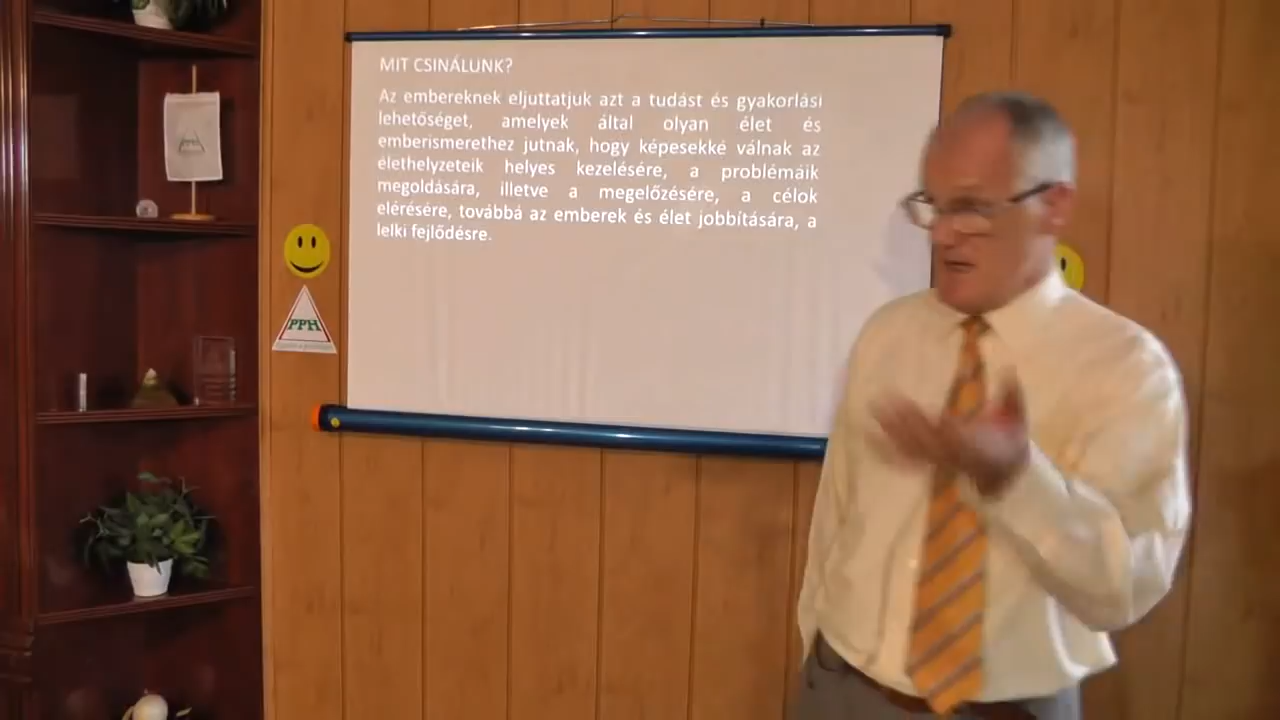 MIT CSINÁLUNK?
Az embereknek eljuttatjuk azt a tudást és gyakorlási
lehetőséget, amelyek által olyan élet és
emberismerethez jutnak, hogy képesekké válnak az
élethelyzeteik helyes kezelésére, a problémáik
megoldására, illetve a megelőzésére, a célok
elérésére, továbbá az emberek és élet jobbítására, a
lelki fejlődésre.
PPH
PPH